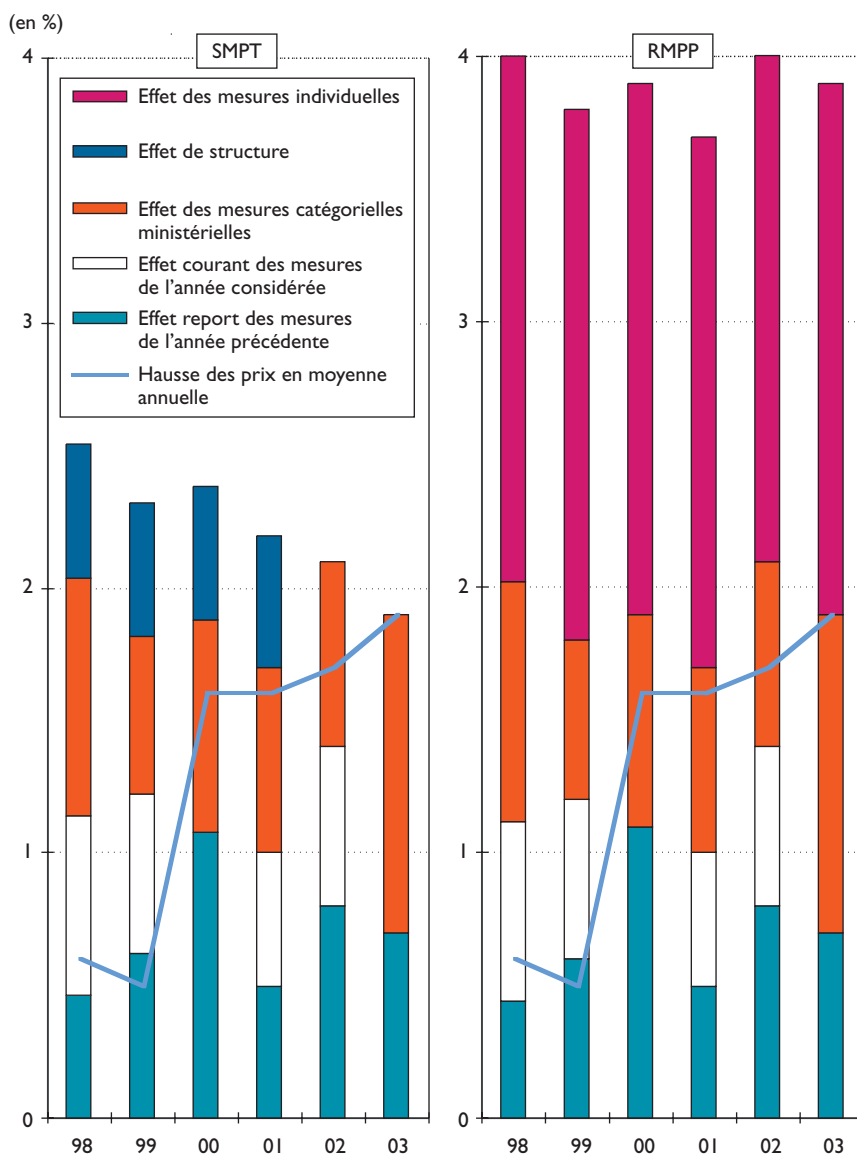 (en %)
SMPT
RMPP
4
4
Effet des mesures individuelles
Effet de structure
Effet des mesures catégorielles
ministérielles
Effet courant des mesures
de l'année considérée
Effet report des mesures
de l'année précédente
Hausse des prix en moyenne
annuelle
3
3
2
2
1
1
0
0
98 99 00 01 02 03
98 99 00 01 02 03